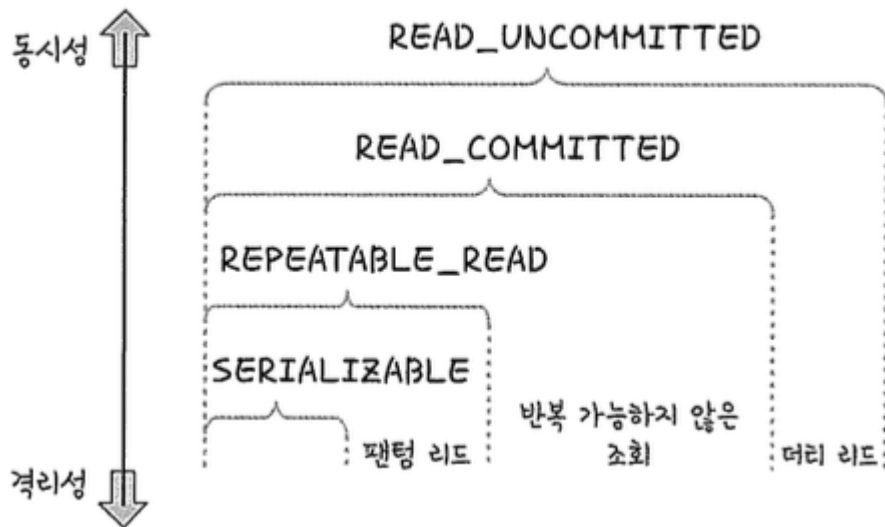 동시성
READ_UNCOMMITTED
READ_COMMITTED
REPEATABLE_READ
SERIALIZABLE
팬텀 리드
반복 가능하지 않은
조회
더티 리드
격리성